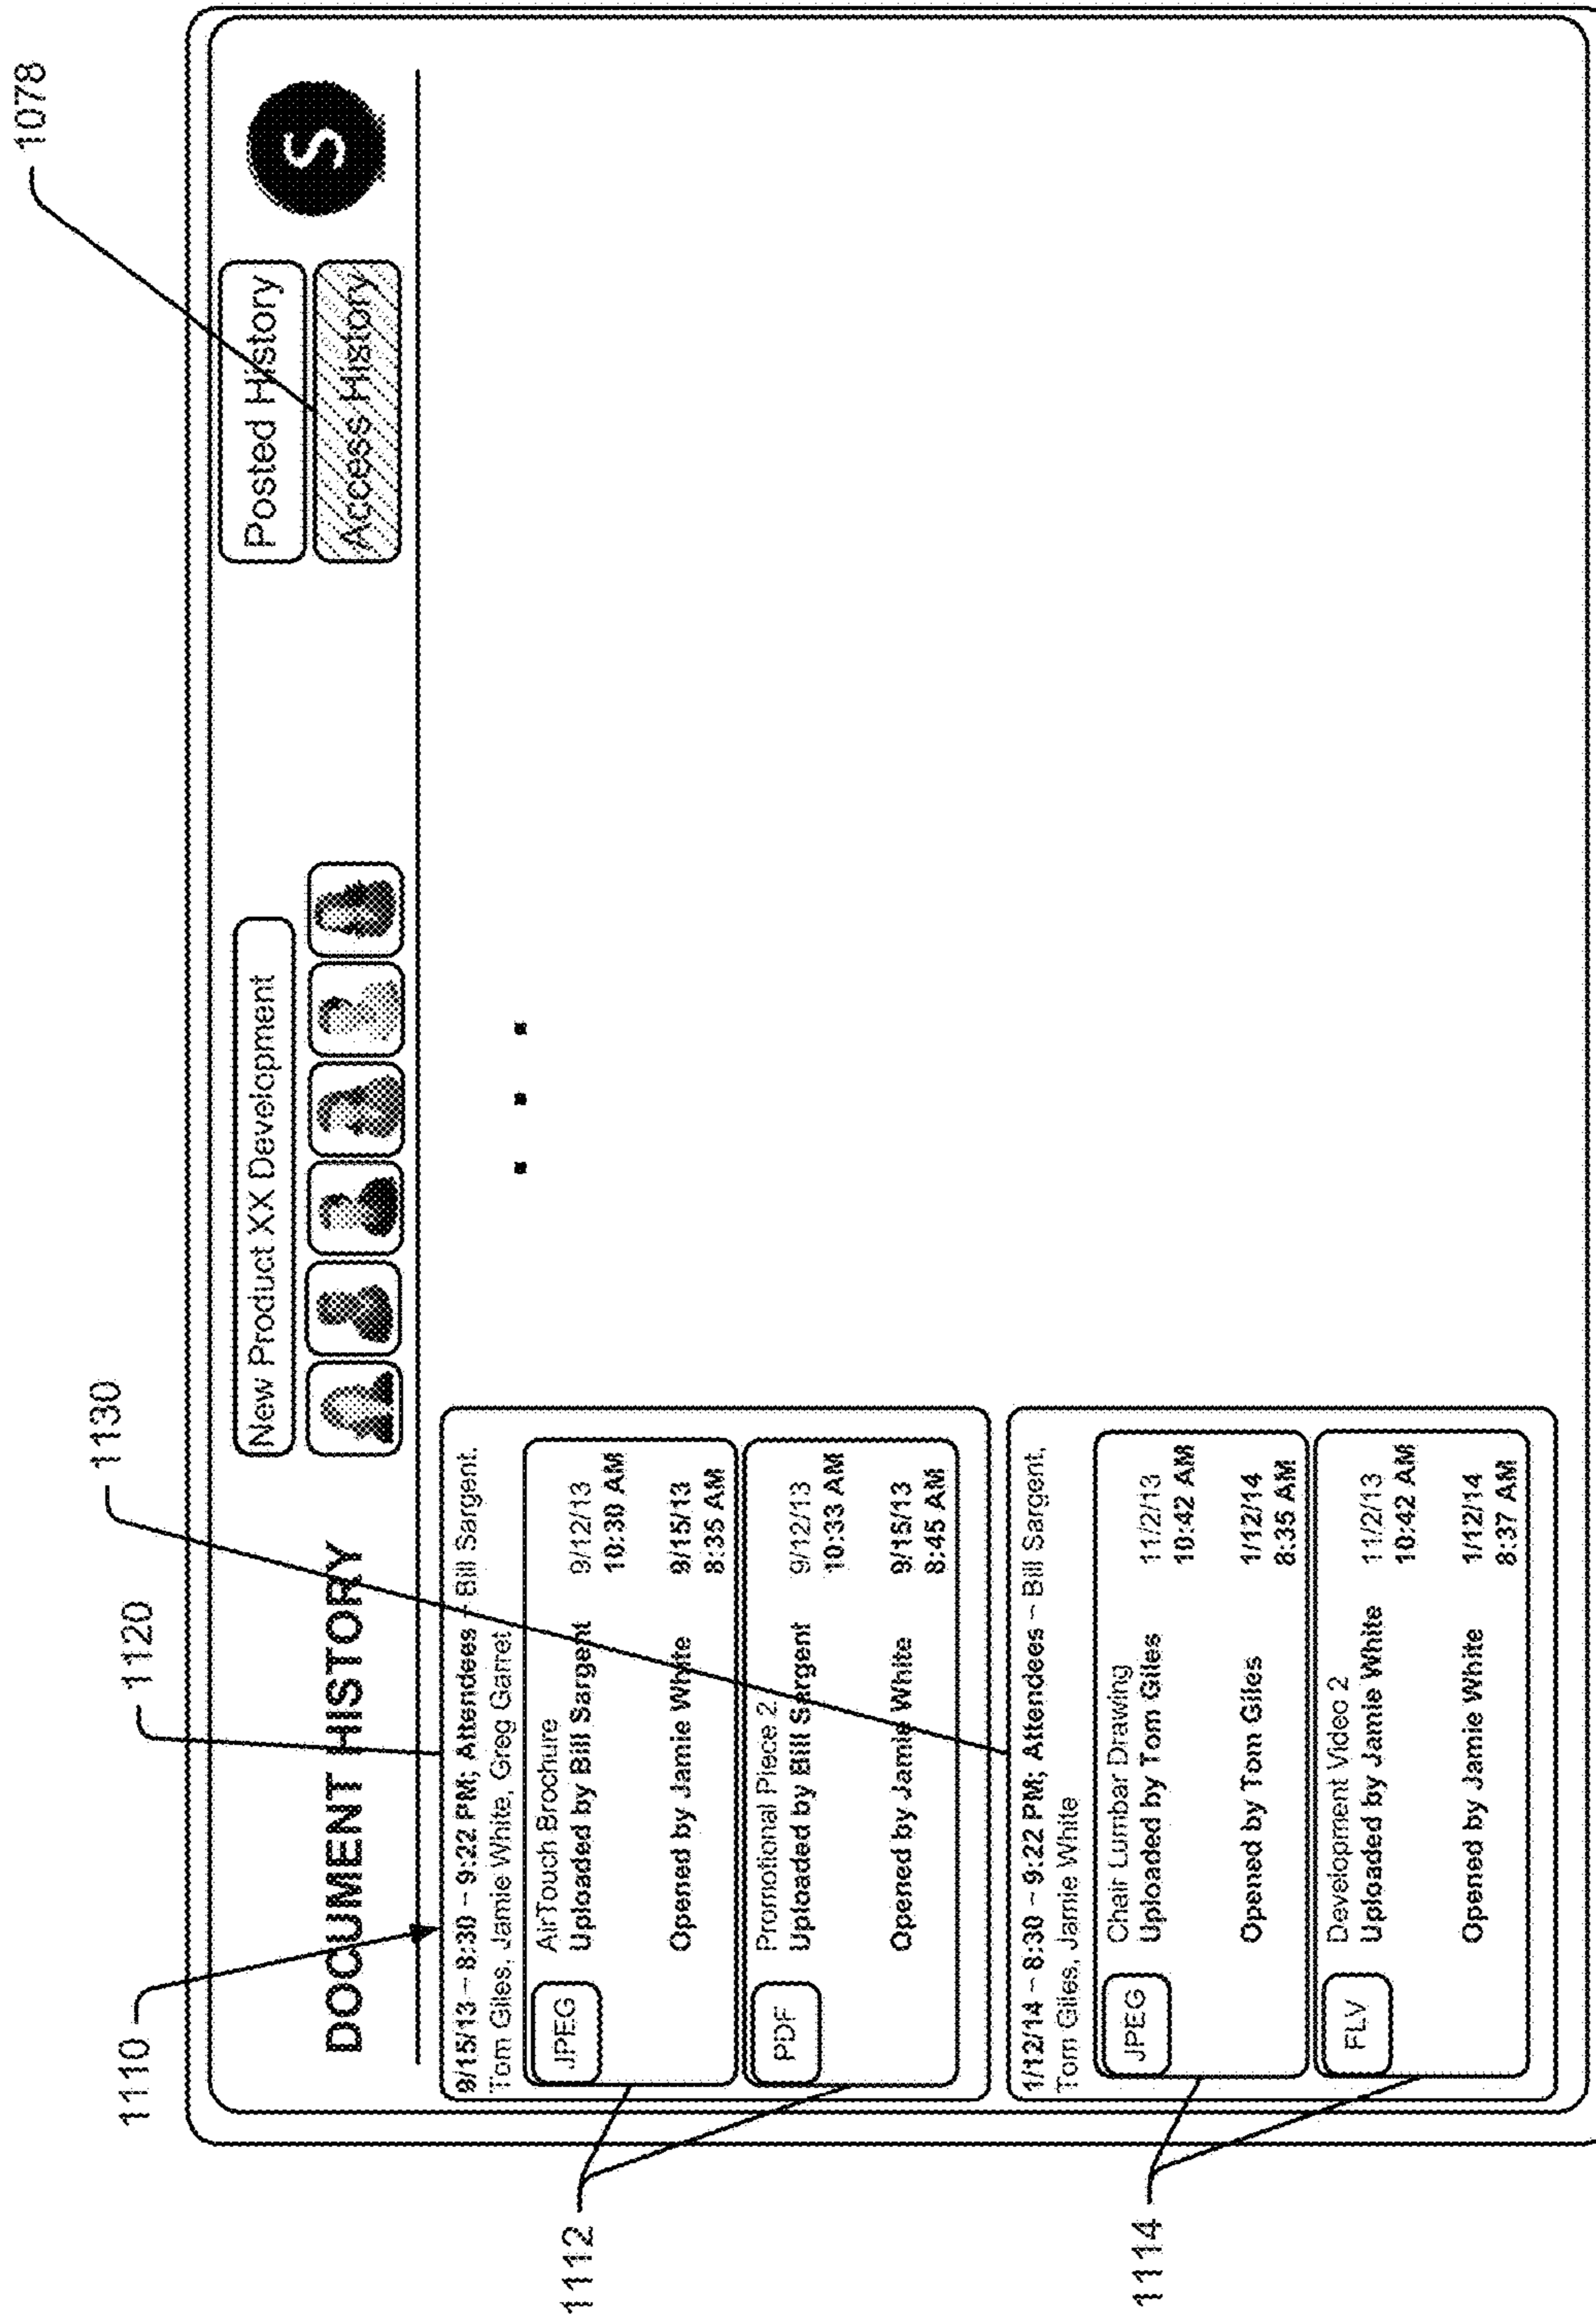 1078
1130
1120
1110
New Product XX Development
DOCUMENT HISTORY
Posted History
Access History
S
9/15/13 – 8:30 – 9:22 PM; Attendees – Bill Sargent,
Tom Giles, Jamie White, Greg Garret
JPEG
AirTouch Brochure
Uploaded by Bill Sargent
9/12/13
10:30 AM
Opened by Jamie White
9/15/13
8:35 AM
1112
PDF
Promotional Piece 2
Uploaded by Bill Sargent
9/12/13
10:33 AM
Opened by Jamie White
9/15/13
8:45 AM
1/12/14 – 8:30 – 9:22 PM; Attendees – Bill Sargent,
Tom Giles, Jamie White
JPEG
Chair Lumbar Drawing
Uploaded by Tom Giles
11/2/13
10:42 AM
Opened by Tom Giles
1/12/14
8:35 AM
1114
FLV
Development Video 2
Uploaded by Jamie White
11/2/13
10:42 AM
Opened by Jamie White
1/12/14
8:37 AM